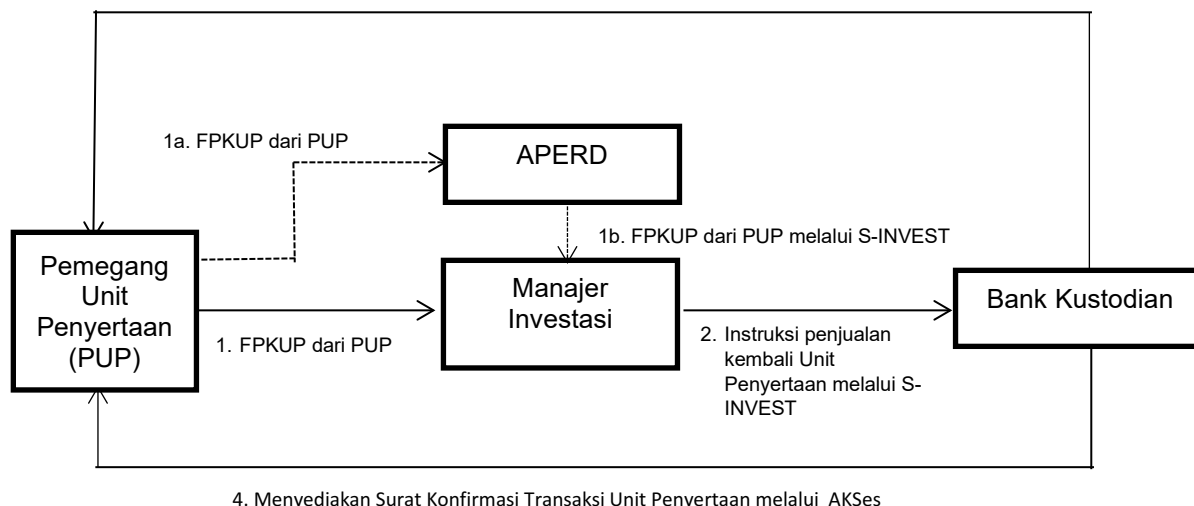 1a. FPKUP dari PUP
APERD
1b. FPKUP dari PUP melalui S-INVEST
Pemegang
Unit
Penyertaan
(PUP)
Manajer
Investasi
Bank Kustodian
1. FPKUP dari PUP
2. Instruksi penjualan
kembali Unit
Penyertaan melalui S-
INVEST
4. Menyediakan Surat Konfirmasi Transaksi Unit Penyertaan melalui AKSes